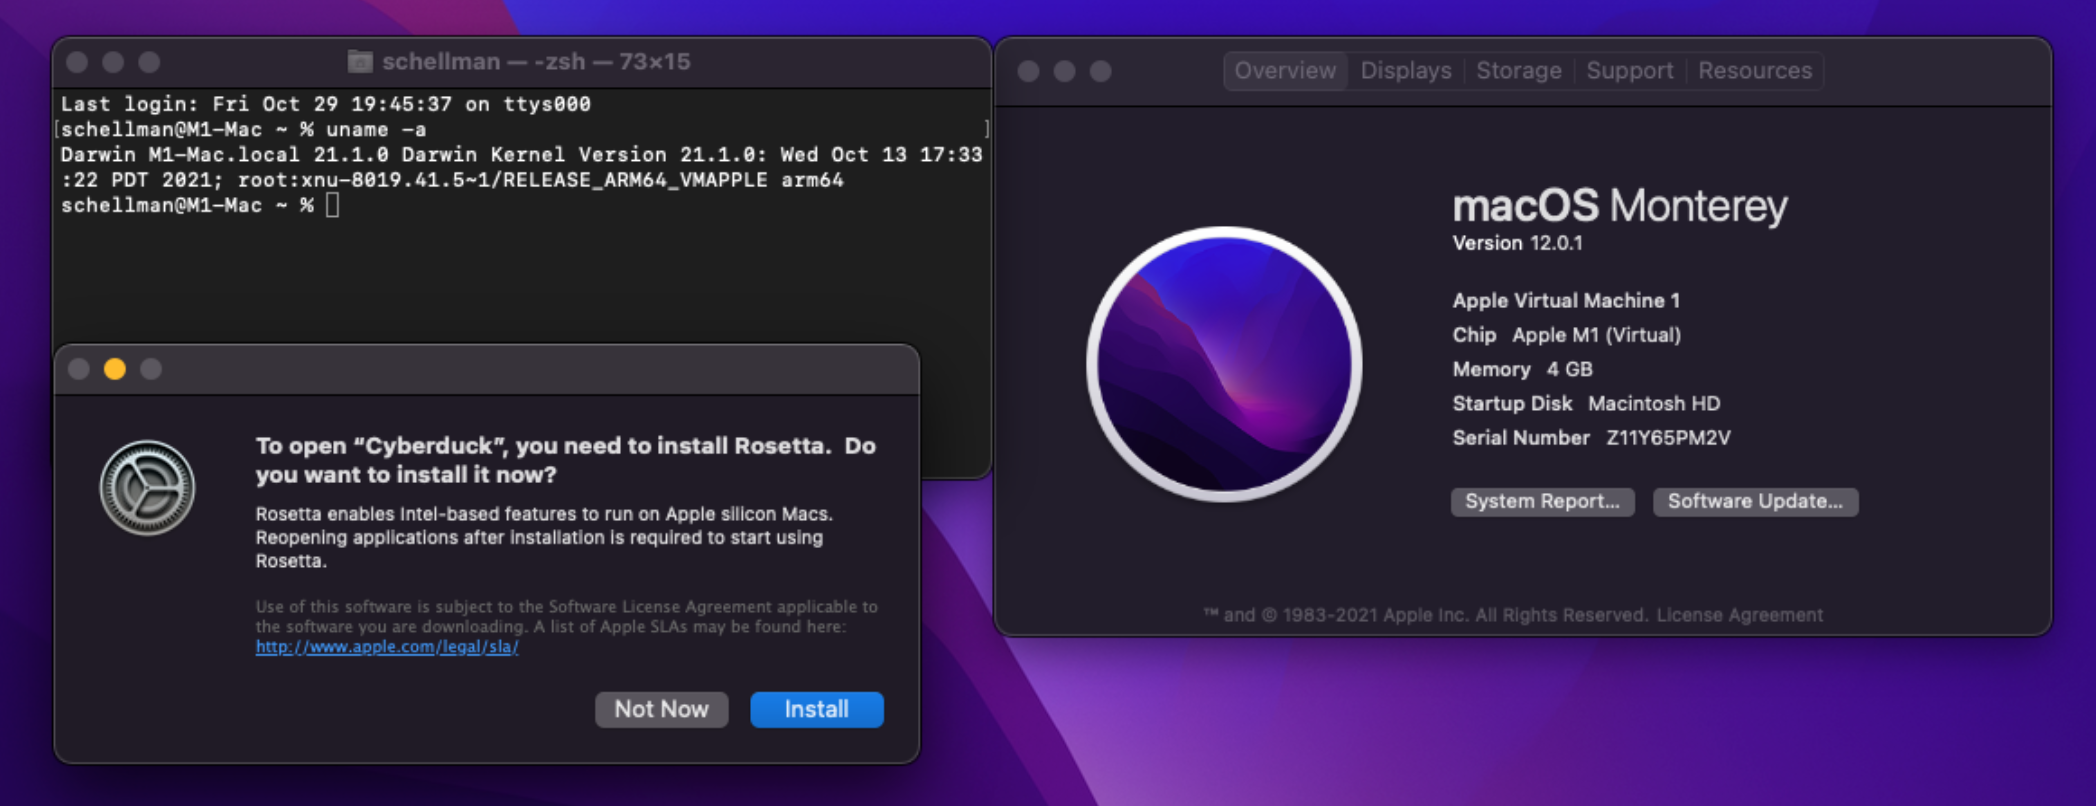 schellman — -zsh — 73×15
Last login: Fri Oct 29 19:45:37 on ttys000
[schellman@M1-Mac ~ % uname -a ]
Darwin M1-Mac.local 21.1.0 Darwin Kernel Version 21.1.0: Wed Oct 13 17:33
:22 PDT 2021; root:xnu-8019.41.5~1/RELEASE_ARM64_VMAPPLE arm64
schellman@M1-Mac ~ %
To open “Cyberduck”, you need to install Rosetta. Do
you want to install it now?
Rosetta enables Intel-based features to run on Apple silicon Macs.
Reopening applications after installation is required to start using
Rosetta.
Use of this software is subject to the Software License Agreement applicable to
the software you are downloading. A list of Apple SLAs may be found here:
http://www.apple.com/legal/sla/
Not Now Install
Overview Displays Storage Support Resources
macOS Monterey
Version 12.0.1
Apple Virtual Machine 1
Chip Apple M1 (Virtual)
Memory 4 GB
Startup Disk Macintosh HD
Serial Number Z11Y65PM2V
System Report... Software Update...
™ and © 1983-2021 Apple Inc. All Rights Reserved. License Agreement